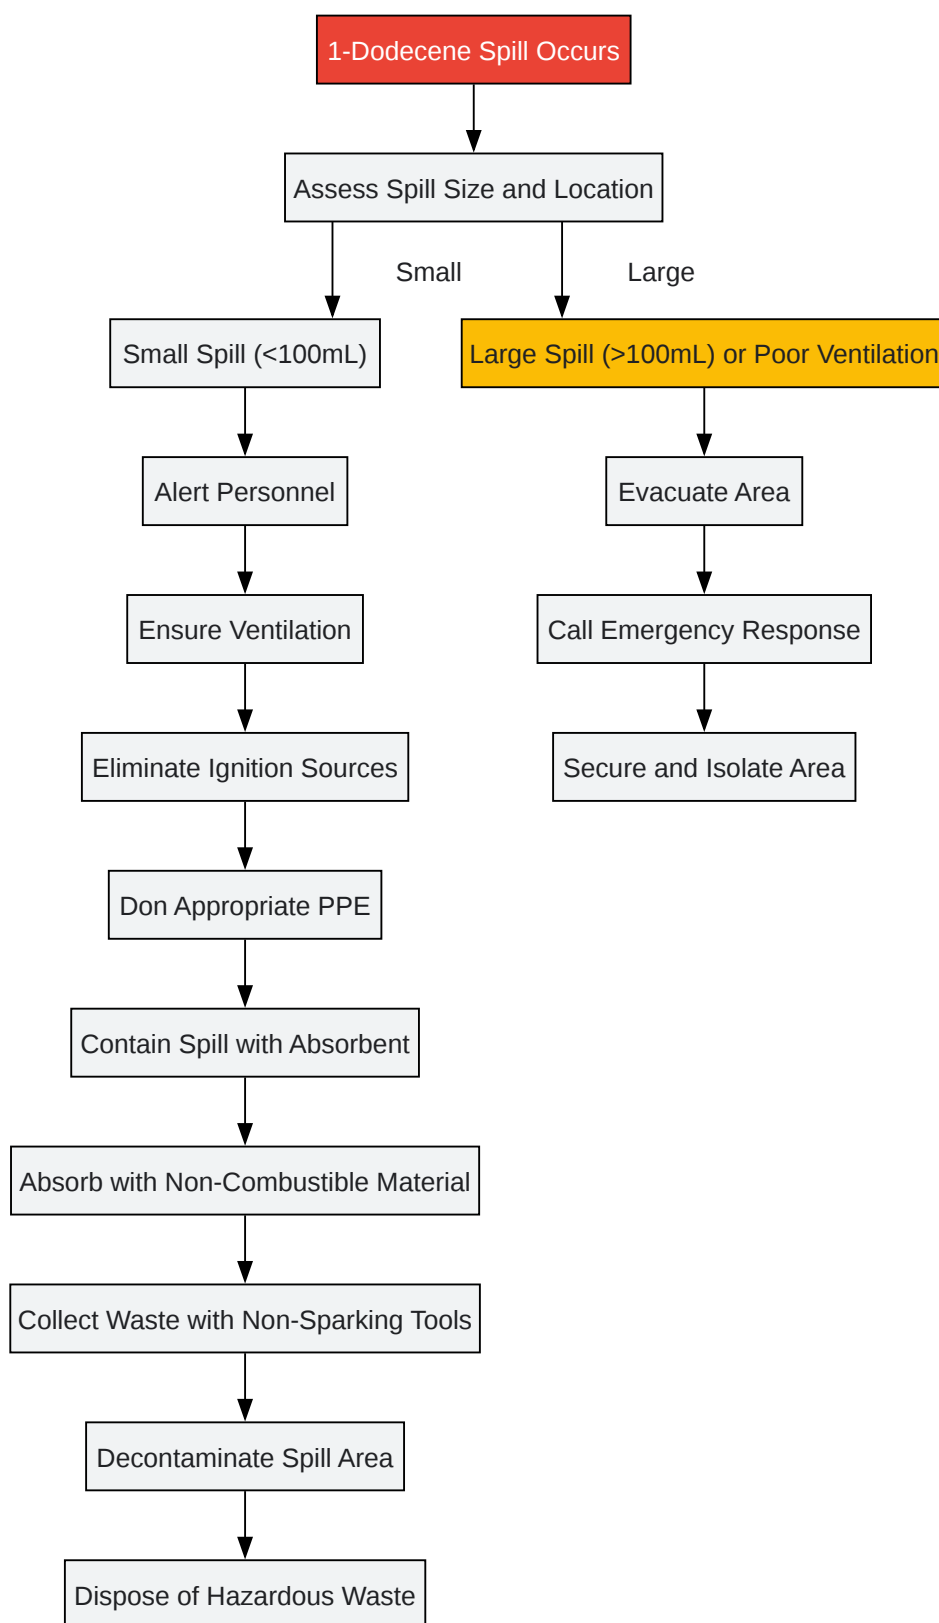 1-Dodecene Spill Occurs
Assess Spill Size and Location
Small
Large
Small Spill (<100mL)
Large Spill (>100mL) or Poor Ventilation
Alert Personnel
Evacuate Area
Ensure Ventilation
Call Emergency Response
Eliminate Ignition Sources
Secure and Isolate Area
Don Appropriate PPE
Contain Spill with Absorbent
Absorb with Non-Combustible Material
Collect Waste with Non-Sparking Tools
Decontaminate Spill Area
Dispose of Hazardous Waste